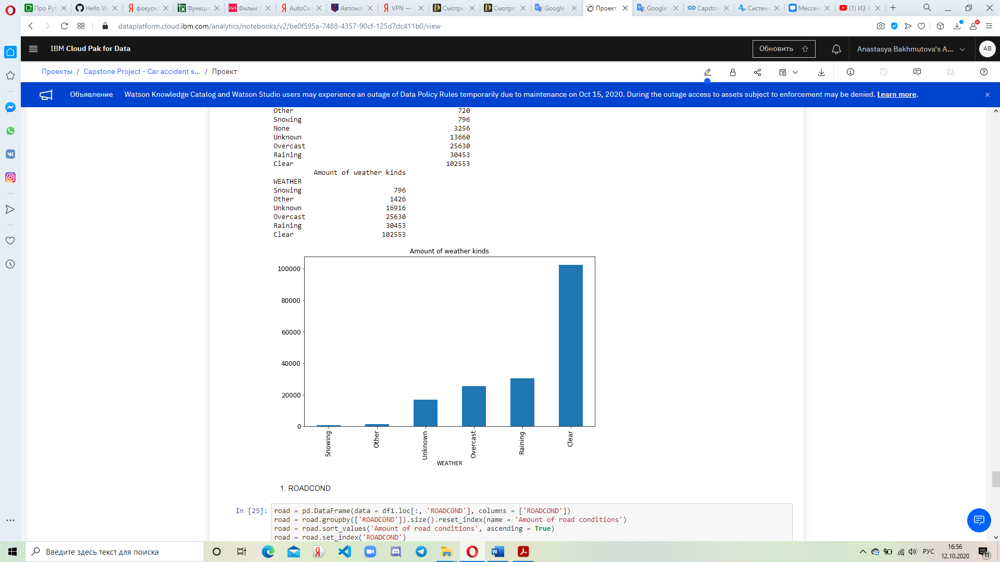 Про Pyt
Hello W
фокусна
Функци
Фильм Е
AutoCac
Автомат
VPN —
Смотре
Смотре
Google
Проект
Google
Capston
Систем
Мессен
(1) ИЗ Р
dataplatform.cloud.ibm.com/analytics/notebooks/v2/be0f595a-7488-4357-90cf-125d7dc411b0/view
IBM Cloud Pak for Data
Обновить
Anastasya Bakhmutova's A...
AB
Проекты / Capstone Project - Car accident s... / Проект
Объявление Watson Knowledge Catalog and Watson Studio users may experience an outage of Data Policy Rules temporarily due to maintenance on Oct 15, 2020. During the outage access to assets subject to enforcement may be denied. Learn more.
Other 720
Snowing 796
None 3256
Unknown 13660
Overcast 25630
Raining 30453
Clear 102553
Amount of weather kinds
WEATHER
Snowing 796
Other 1426
Unknown 16916
Overcast 25630
Raining 30453
Clear 102553
Amount of weather kinds
100000
80000
60000
40000
20000
0
Snowing
Other
Unknown
Overcast
Raining
Clear
WEATHER
1. ROADCOND
In [25]: road = pd.DataFrame(data = df1.loc[:, 'ROADCOND'], columns = ['ROADCOND'])
road = road.groupby(['ROADCOND']).size().reset_index(name = 'Amount of road conditions')
road = road.sort_values('Amount of road conditions', ascending = True)
road = road.set_index('ROADCOND')
Введите здесь текст для поиска
РУС
16:56
12.10.2020
11